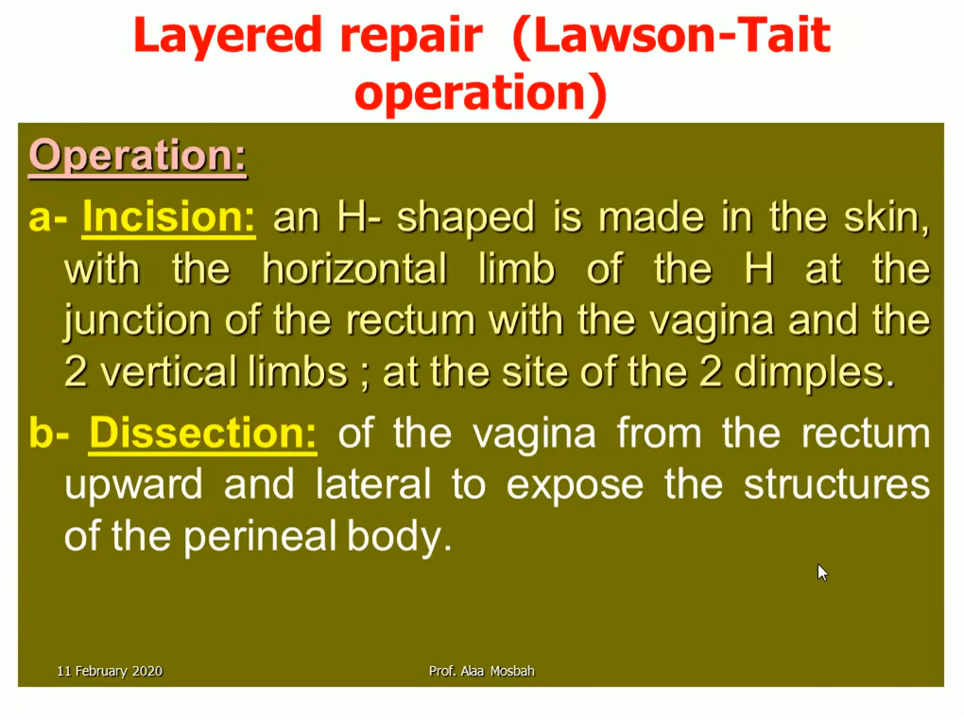 Layered repair (Lawson-Tait
operation)
Operation:
a- Incision: an H- shaped is made in the skin,
with the horizontal limb of the H at the
junction of the rectum with the vagina and the
2 vertical limbs ; at the site of the 2 dimples.
b- Dissection: of the vagina from the rectum
upward and lateral to expose the structures
of the perineal body.
11 February 2020 Prof. Alaa Mosbah